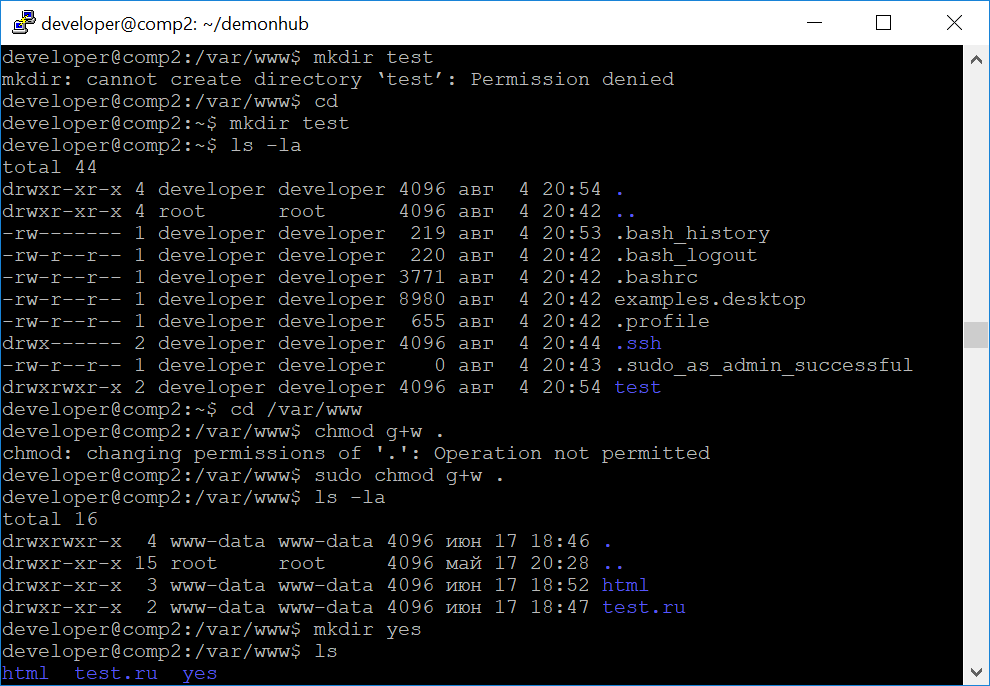 developer@comp2: ~/demonhub
developer@comp2:/var/www$ mkdir test
mkdir: cannot create directory ‘test’: Permission denied
developer@comp2:/var/www$ cd
developer@comp2:~$ mkdir test
developer@comp2:~$ ls -la
total 44
drwxr-xr-x 4 developer developer 4096 авг  4 20:54 .
drwxr-xr-x 4 root      root      4096 авг  4 20:42 ..
-rw------- 1 developer developer  219 авг  4 20:53 .bash_history
-rw-r--r-- 1 developer developer  220 авг  4 20:42 .bash_logout
-rw-r--r-- 1 developer developer 3771 авг  4 20:42 .bashrc
-rw-r--r-- 1 developer developer 8980 авг  4 20:42 examples.desktop
-rw-r--r-- 1 developer developer  655 авг  4 20:42 .profile
drwx------ 2 developer developer 4096 авг  4 20:44 .ssh
-rw-r--r-- 1 developer developer    0 авг  4 20:43 .sudo_as_admin_successful
drwxrwxr-x 2 developer developer 4096 авг  4 20:54 test
developer@comp2:~$ cd /var/www
developer@comp2:/var/www$ chmod g+w .
chmod: changing permissions of '.': Operation not permitted
developer@comp2:/var/www$ sudo chmod g+w .
developer@comp2:/var/www$ ls -la
total 16
drwxrwxr-x  4 www-data www-data 4096 июн 17 18:46 .
drwxr-xr-x 15 root     root     4096 май 17 20:28 ..
drwxr-xr-x  3 www-data www-data 4096 июн 17 18:52 html
drwxr-xr-x  2 www-data www-data 4096 июн 17 18:47 test.ru
developer@comp2:/var/www$ mkdir yes
developer@comp2:/var/www$ ls
html  test.ru  yes